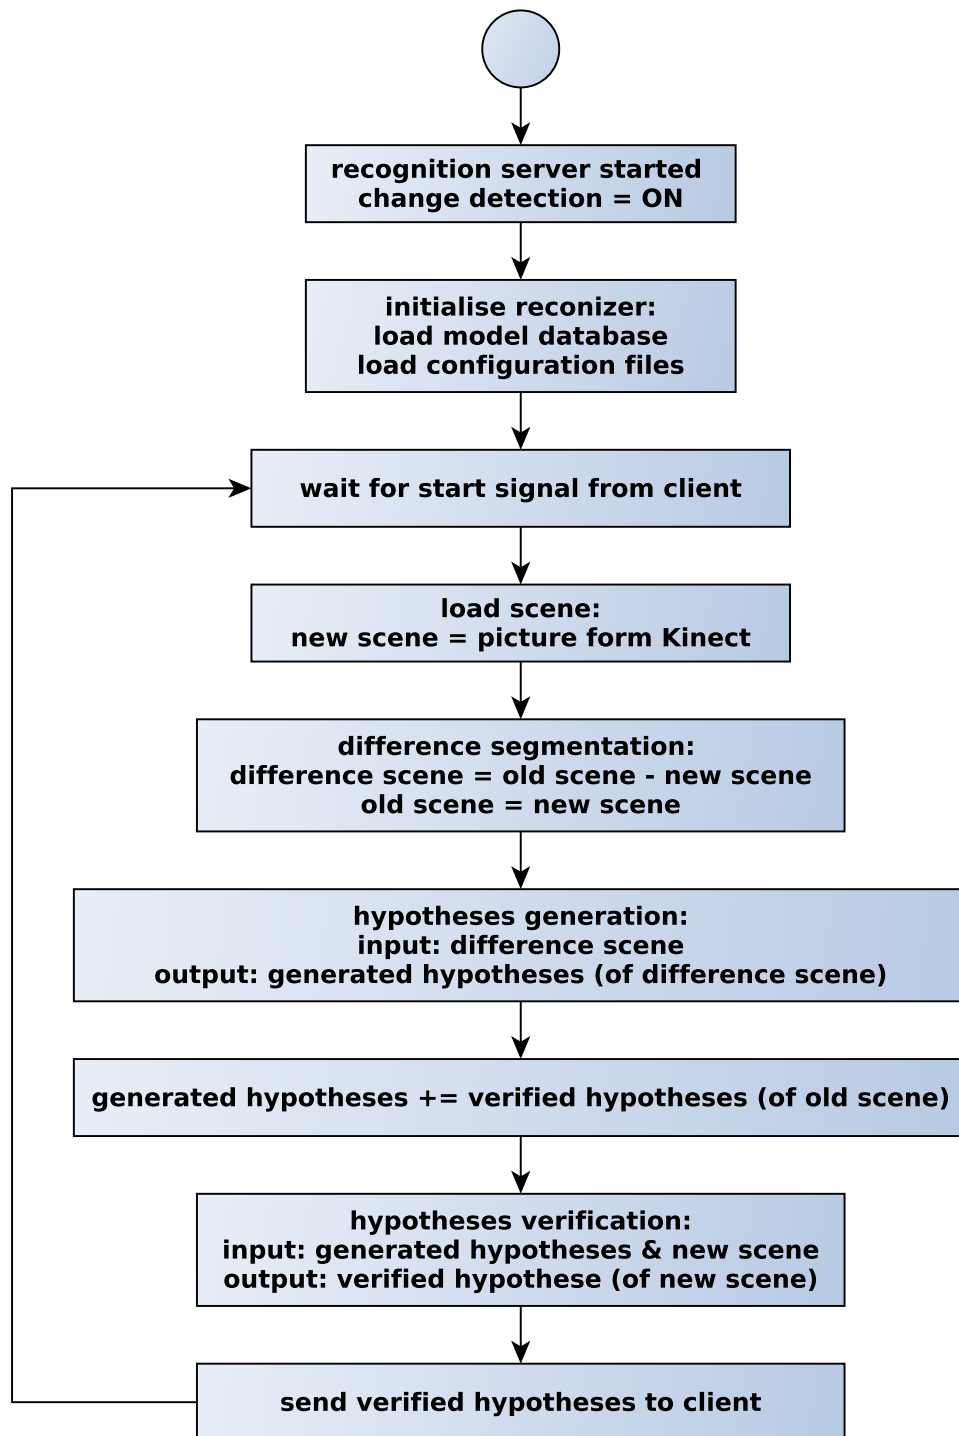 recognition server started
change detection = ON
initialise reconizer:
load model database
load configuration files
wait for start signal from client
load scene:
new scene = picture form Kinect
difference segmentation:
difference scene = old scene - new scene
old scene = new scene
hypotheses generation:
input: difference scene
output: generated hypotheses (of difference scene)
generated hypotheses += verified hypotheses (of old scene)
hypotheses verification:
input: generated hypotheses & new scene
output: verified hypothese (of new scene)
send verified hypotheses to client